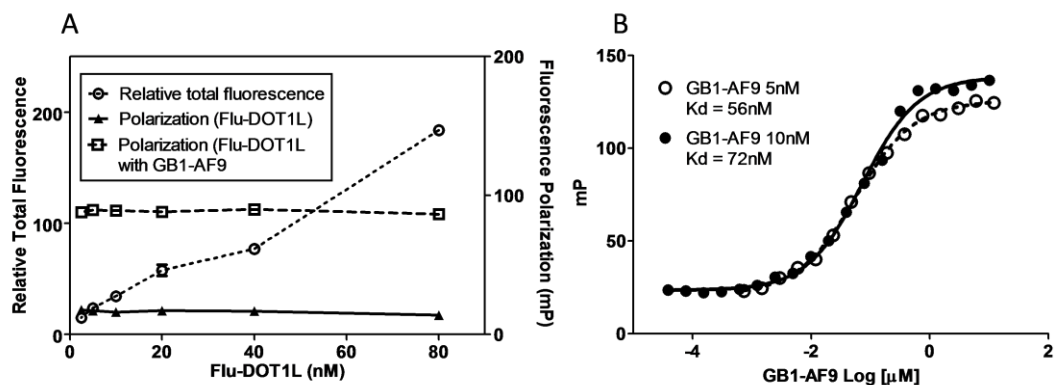 A
Relative Total Fluorescence
200
100
0
Relative total fluorescence
Polarization (Flu-DOT1L)
Polarization (Flu-DOT1L
with GB1-AF9
200
100
0
Fluorescence Polarization
(mP)
0
20
40
60
80
Flu-DOT1L (nM)
B
mP
150
100
50
0
GB1-AF9 5nM
Kd = 56nM
GB1-AF9 10nM
Kd = 72nM
-4
-2
0
2
GB1-AF9 Log [µM]